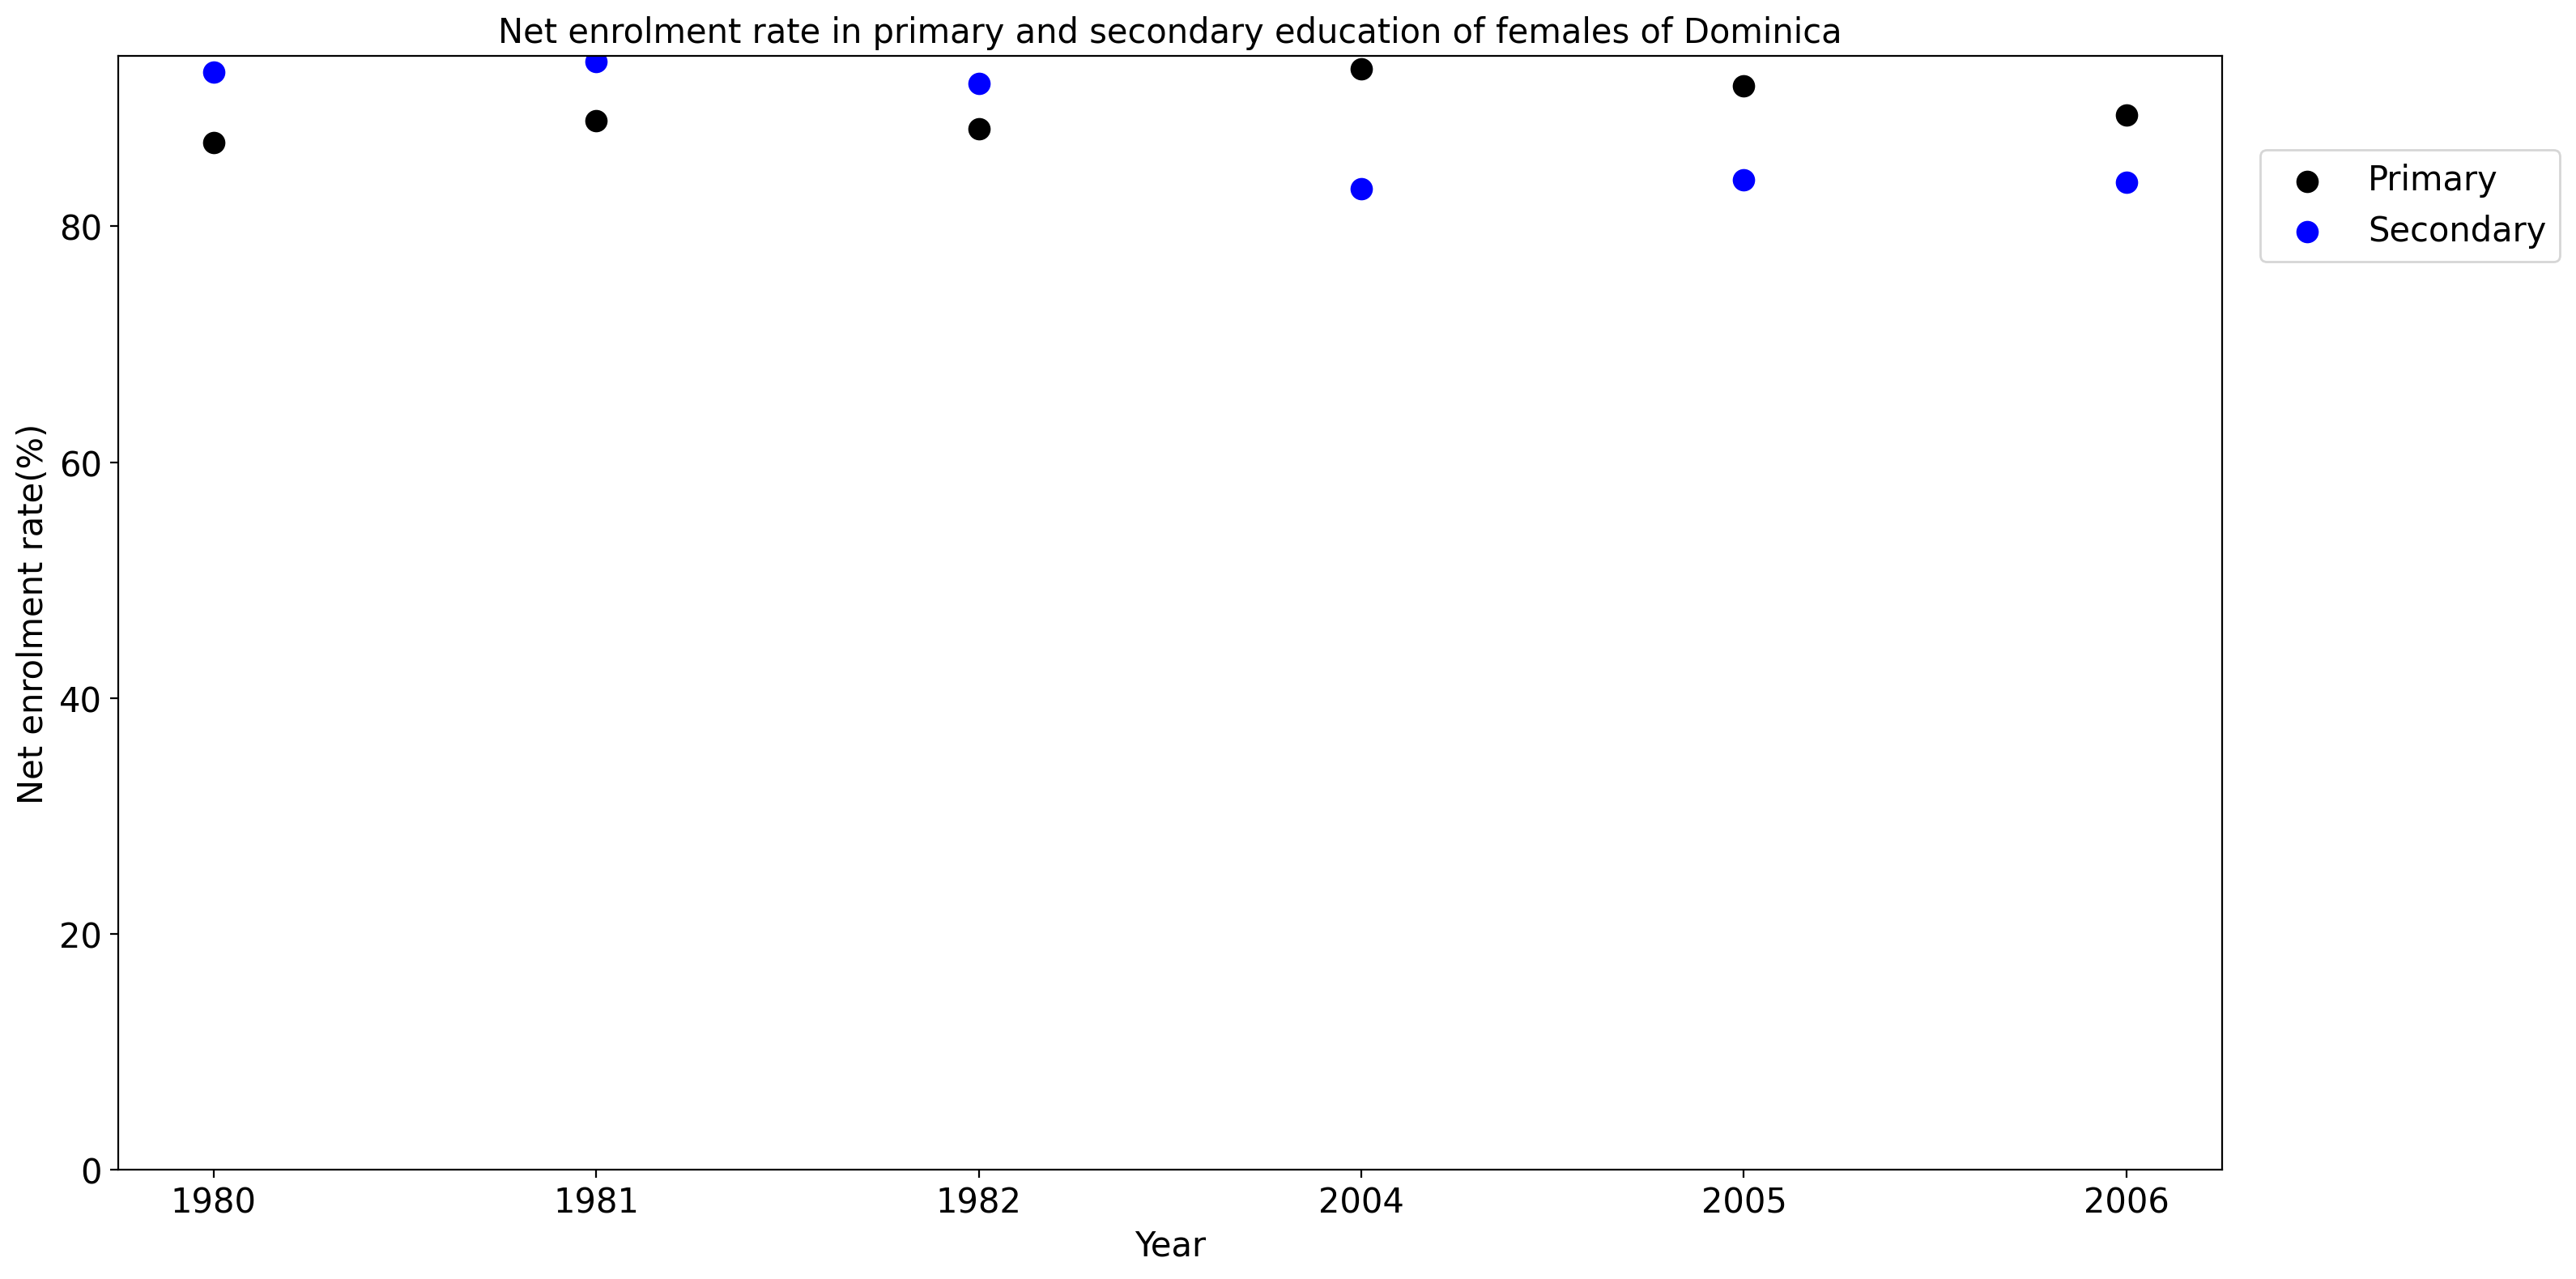 Net enrolment rate in primary and secondary education of females of Dominica
Primary
Secondary
Net enrolment rate(%)
80
60
40
20
0
1980 1981 1982 2004 2005 2006
Year